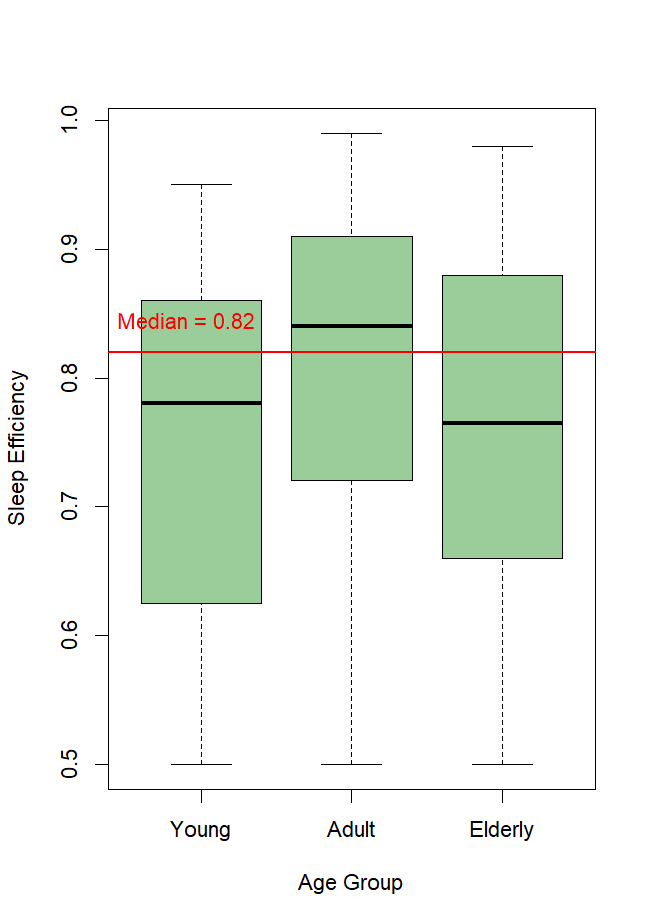 1.0
0.9
0.8
0.7
0.6
0.5
Sleep Efficiency
Median = 0.82
Young Adult Elderly
Age Group